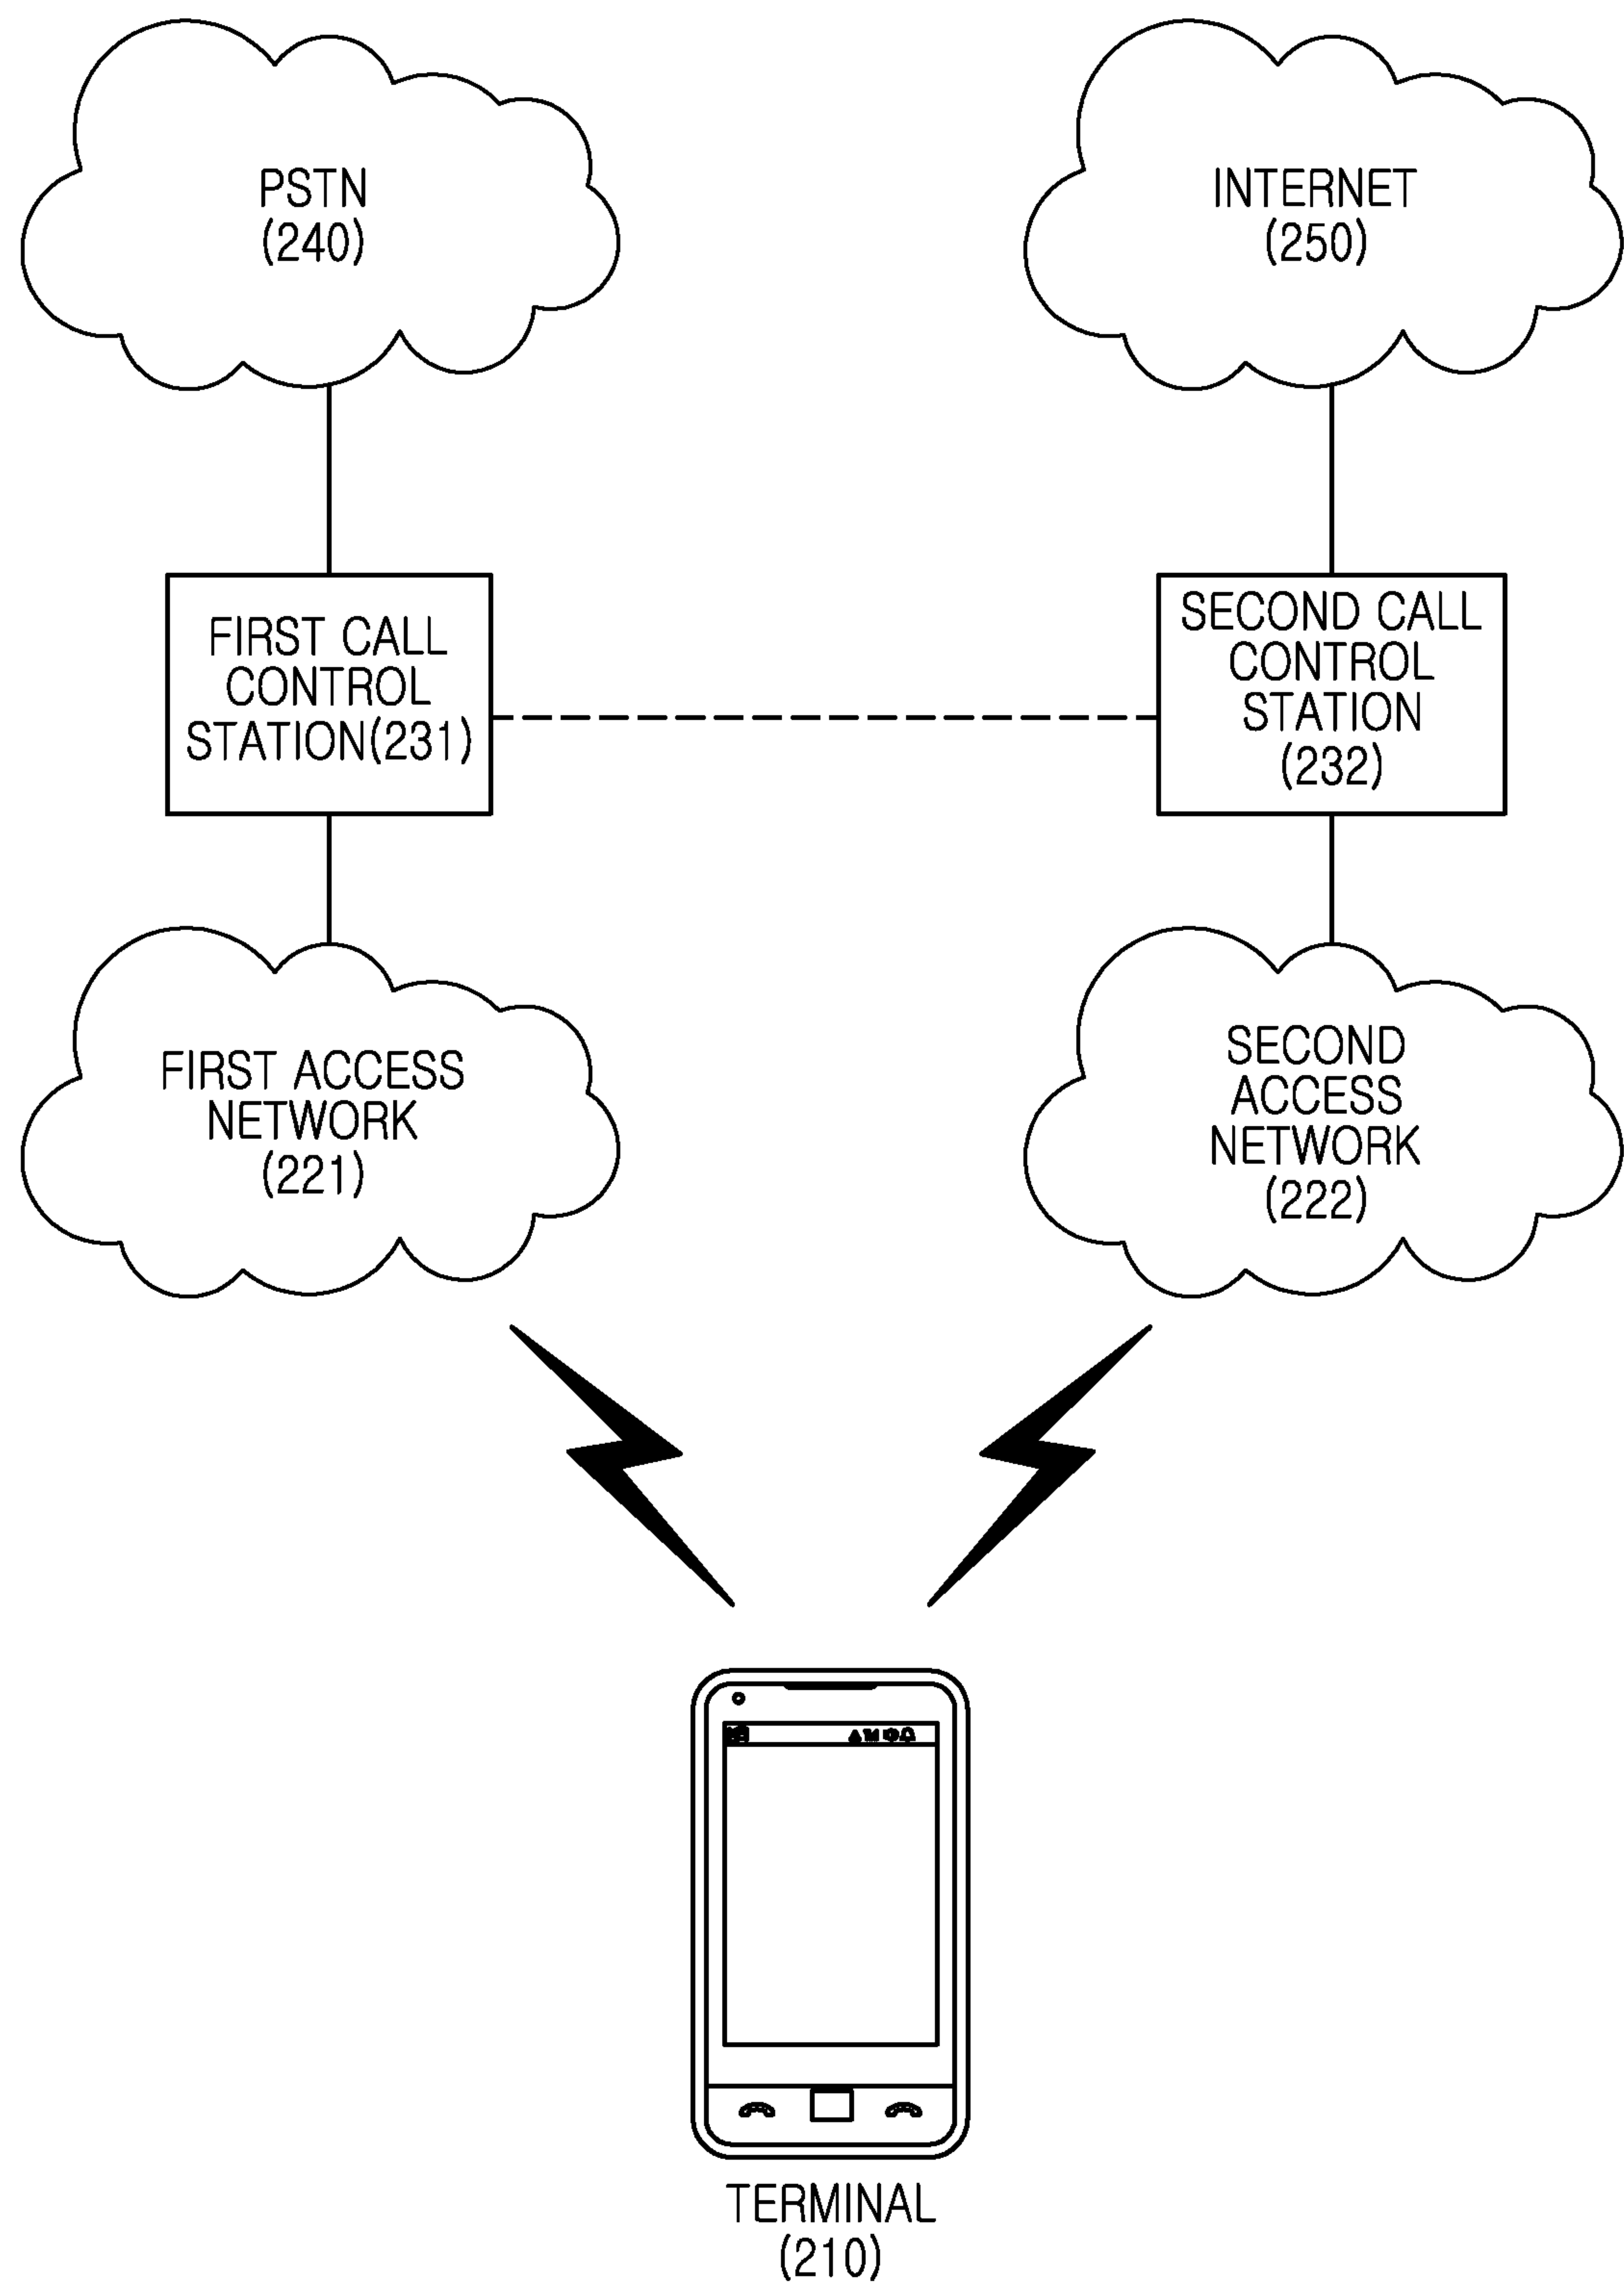 PSTN
(240)
INTERNET
(250)
FIRST CALL
CONTROL
STATION(231)
SECOND CALL
CONTROL
STATION
(232)
FIRST ACCESS
NETWORK
(221)
SECOND
ACCESS
NETWORK
(222)
TERMINAL
(210)